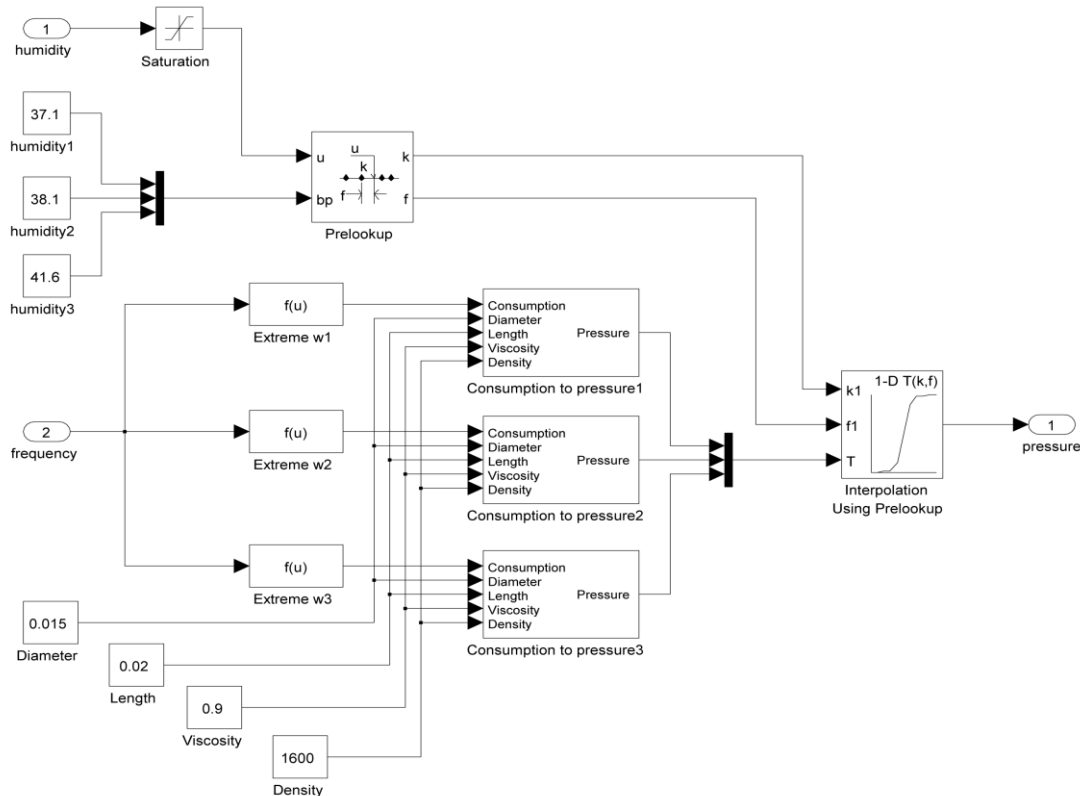 1
humidity
Saturation
37.1
humidity1
38.1
humidity2
41.6
humidity3
u
bp
u
k
f
k
f
Prelookup
2
frequency
f(u)
Extreme w1
f(u)
Extreme w2
f(u)
Extreme w3
Consumption
Diameter
Length
Viscosity
Density
Pressure
Consumption to pressure1
Consumption
Diameter
Length
Viscosity
Density
Pressure
Consumption to pressure2
Consumption
Diameter
Length
Viscosity
Density
Pressure
Consumption to pressure3
1-D T(k,f)
k1
f1
T
Interpolation
Using Prelookup
1
pressure
0.015
Diameter
0.02
Length
0.9
Viscosity
1600
Density